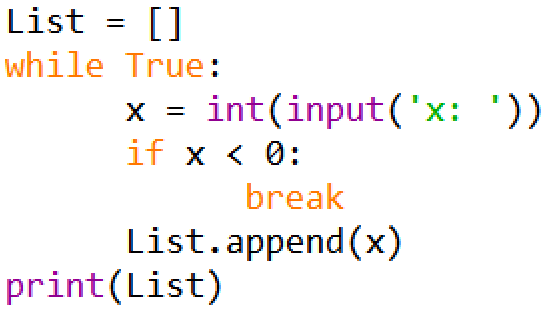 List = []
while True:
      x = int(input('x: '))
      if x < 0:
            break
      List.append(x)
print(List)